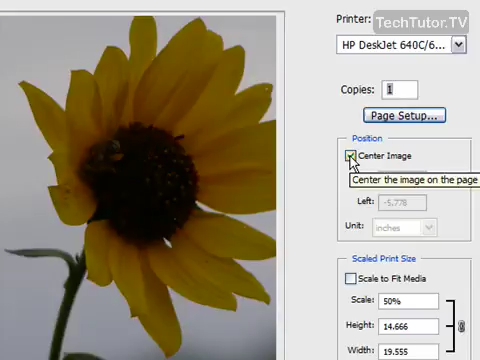 TechTutor.TV
Printer:
HP DeskJet 640C/6...
Copies: 1
Page Setup...
Position
Center Image
Center the image on the page
Left: -5.778
Unit: inches
Scaled Print Size
Scale to Fit Media
Scale: 50%
Height: 14.666
Width: 19.555